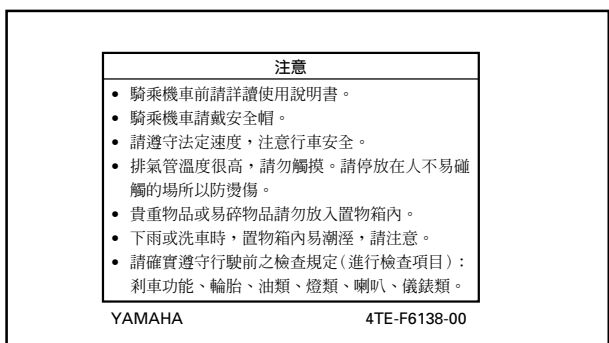 注意
• 騎乘機車前請詳讀使用說明書。
• 騎乘機車請戴安全帽。
• 請遵守法定速度，注意行車安全。
• 排氣管溫度很高，請勿觸摸。請停放在人不易碰
觸的場所以防燙傷。
• 貴重物品或易碎物品請勿放入置物箱內。
• 下雨或洗車時，置物箱內易潮溼，請注意。
• 請確實遵守行駛前之檢查規定(進行檢查項目)：
剎車功能、輪胎、油類、燈類、喇叭、儀錶類。
YAMAHA 4TE-F6138-00